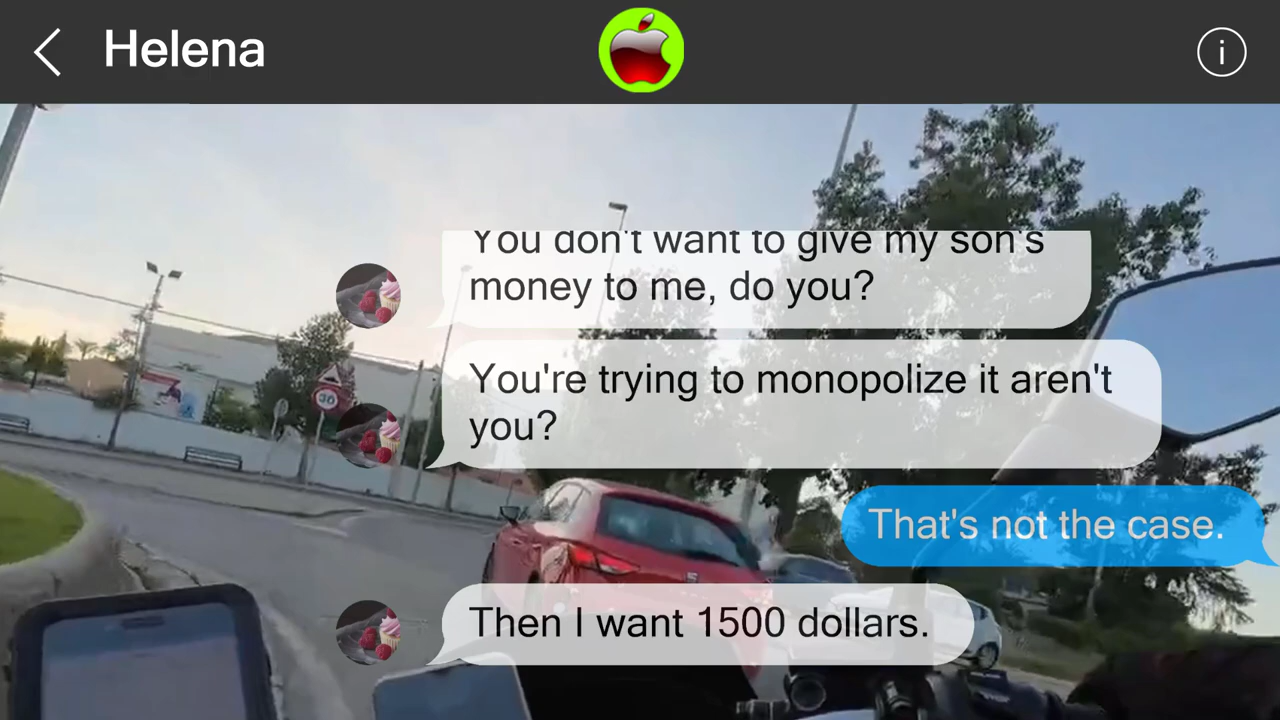 Helena
i
You don't want to give my son's
money to me, do you?
You're trying to monopolize it aren't
you?
30
That's not the case.
Then I want 1500 dollars.